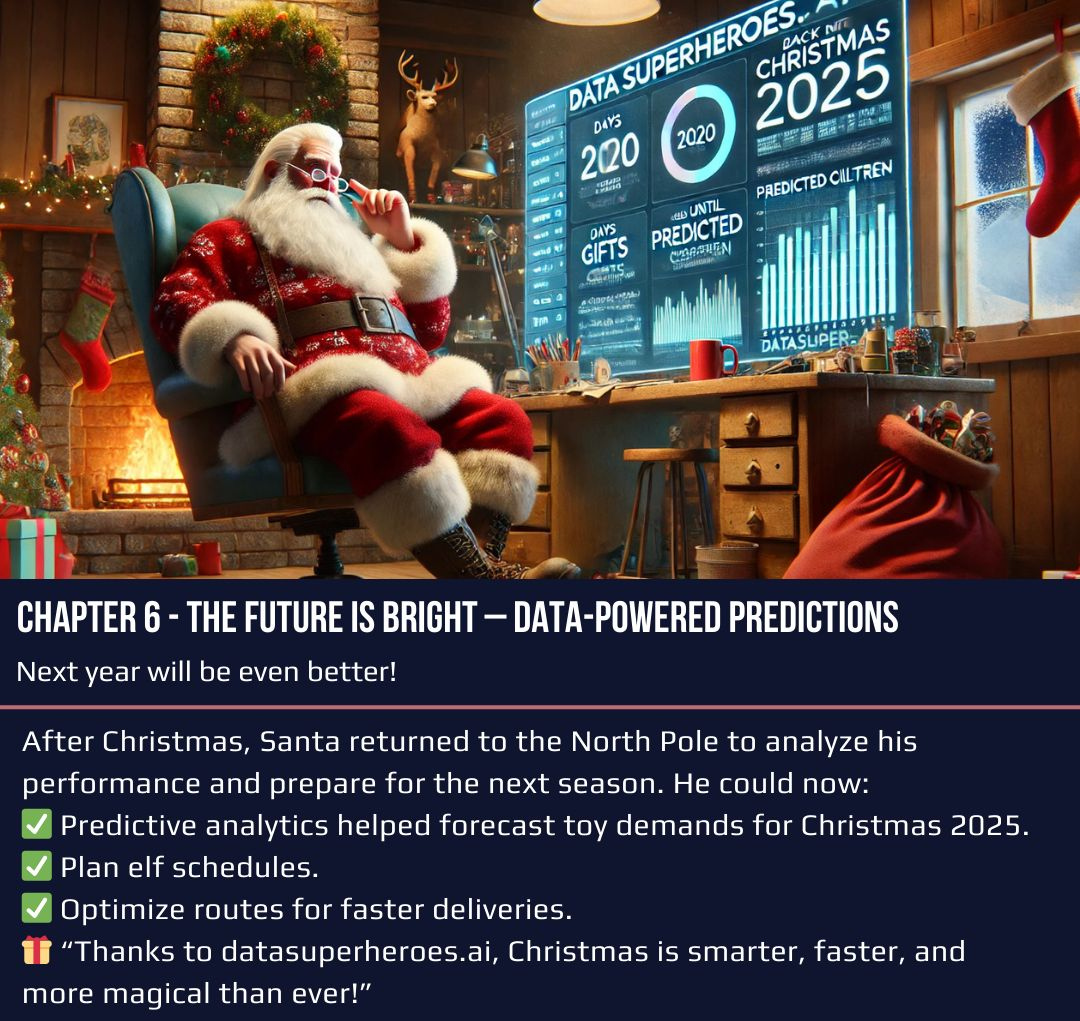 DATA SUPERHEROES.
CHRISTMAS
2025
DAYS
2020
2020
PREDICTED
UNTIL
PREDICTED
DAYS
GIFTS
DATASUPER-
CHAPTER 6 - THE FUTURE IS BRIGHT – DATA-POWERED PREDICTIONS
Next year will be even better!
After Christmas, Santa returned to the North Pole to analyze his
performance and prepare for the next season. He could now:
✅ Predictive analytics helped forecast toy demands for Christmas 2025.
✅ Plan elf schedules.
✅ Optimize routes for faster deliveries.
🎁 “Thanks to datasuperheroes.ai, Christmas is smarter, faster, and
more magical than ever!”